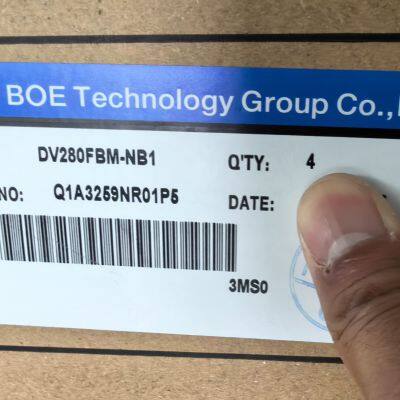 BOE Technology Group Co.,
DV280FBM-NB1 Q'TY: 4
NO: Q1A3259NR01P5 DATE:
3MS0